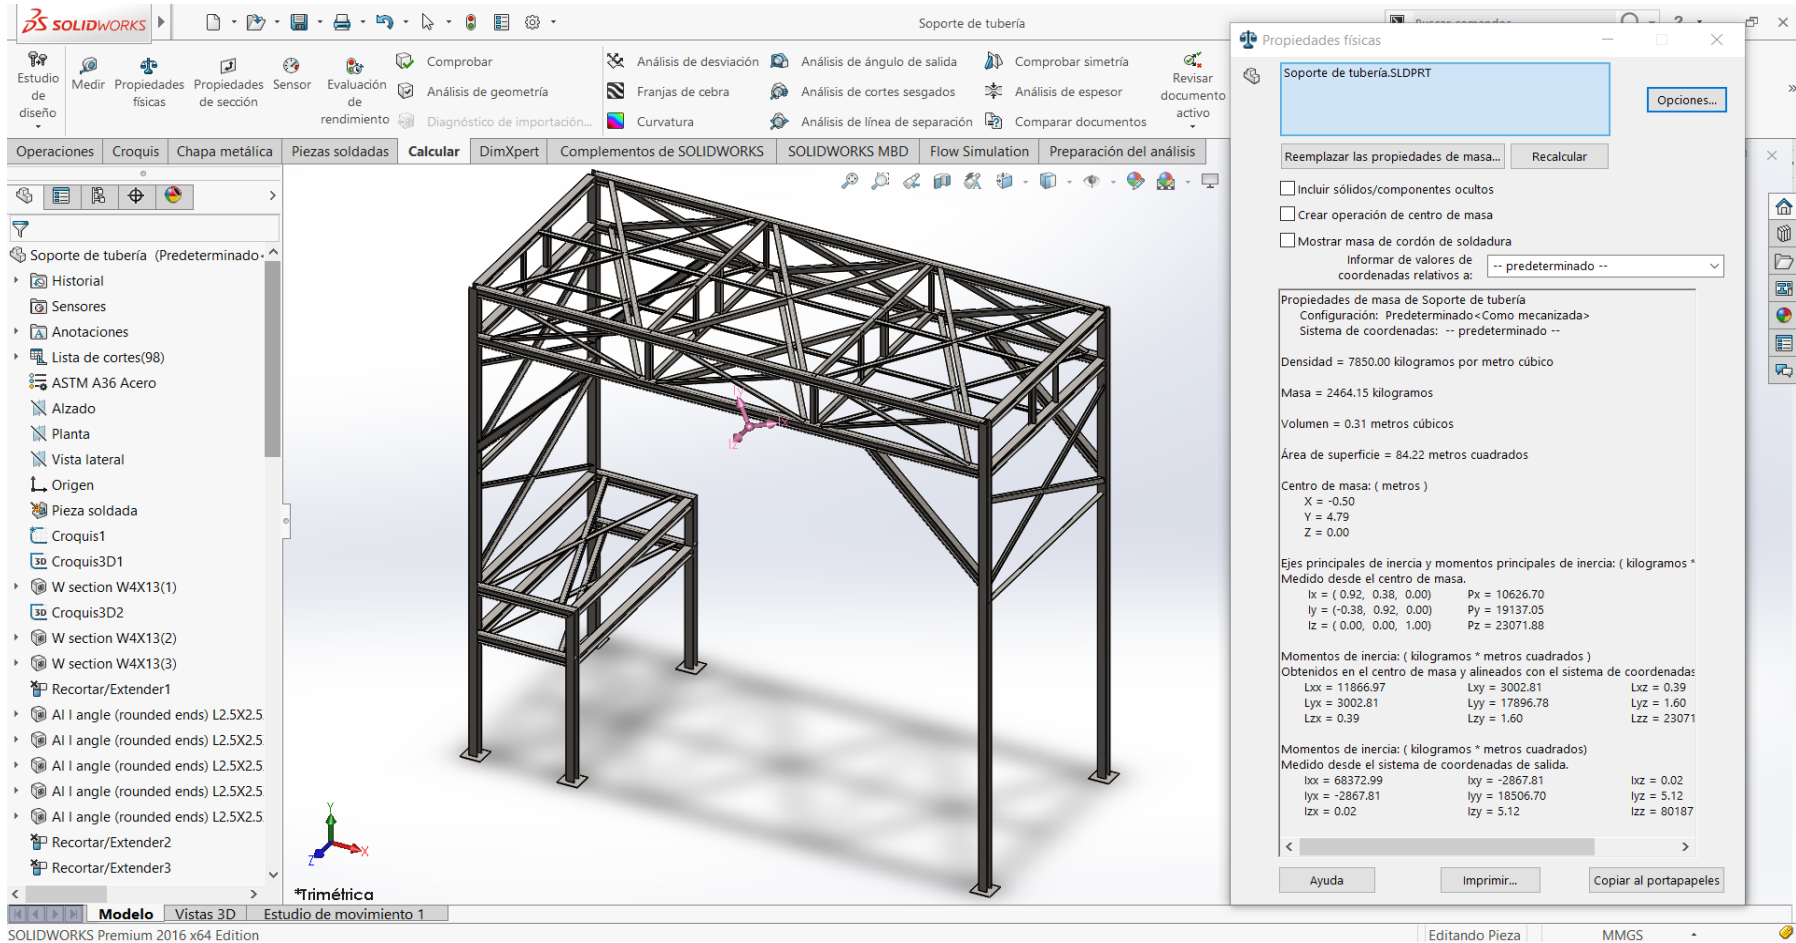 SOLIDWORKS
Soporte de tubería
Estudio de diseño
Medir
Propiedades físicas
Propiedades de sección
Sensor
Evaluación de rendimiento
Comprobar
Análisis de geometría
Diagnóstico de importación...
Análisis de desviación
Franjas de cebra
Curvatura
Análisis de ángulo de salida
Análisis de cortes sesgados
Análisis de línea de separación
Comprobar simetría
Análisis de espesor
Comparar documentos
Revisar documento activo
Operaciones
Croquis
Chapa metálica
Piezas soldadas
Calcular
DimXpert
Complementos de SOLIDWORKS
SOLIDWORKS MBD
Flow Simulation
Preparación del análisis
Soporte de tubería (Predeterminado
Historial
Sensores
Anotaciones
Lista de cortes(98)
ASTM A36 Acero
Alzado
Planta
Vista lateral
Origen
Pieza soldada
Croquis1
Croquis3D1
W section W4X13(1)
Croquis3D2
W section W4X13(2)
W section W4X13(3)
Recortar/Extender1
AI I angle (rounded ends) L2.5X2.5
AI I angle (rounded ends) L2.5X2.5
AI I angle (rounded ends) L2.5X2.5
AI I angle (rounded ends) L2.5X2.5
AI I angle (rounded ends) L2.5X2.5
Recortar/Extender2
Recortar/Extender3
Y
X
Z
*Trimétrica
Modelo
Vistas 3D
Estudio de movimiento 1
SOLIDWORKS Premium 2016 x64 Edition
Editando Pieza
MMGS
Propiedades físicas
Soporte de tubería.SLDPRT
Opciones...
Reemplazar las propiedades de masa...
Recalcular
Incluir sólidos/componentes ocultos
Crear operación de centro de masa
Mostrar masa de cordón de soldadura
Informar de valores de
coordenadas relativos a:
-- predeterminado --
Propiedades de masa de Soporte de tubería
Configuración: Predeterminado<Como mecanizada>
Sistema de coordenadas: -- predeterminado --
Densidad = 7850.00 kilogramos por metro cúbico
Masa = 2464.15 kilogramos
Volumen = 0.31 metros cúbicos
Área de superficie = 84.22 metros cuadrados
Centro de masa: ( metros )
X = -0.50
Y = 4.79
Z = 0.00
Ejes principales de inercia y momentos principales de inercia: ( kilogramos *
Medido desde el centro de masa.
Ix = ( 0.92, 0.38, 0.00) Px = 10626.70
Iy = (-0.38, 0.92, 0.00) Py = 19137.05
Iz = ( 0.00, 0.00, 1.00) Pz = 23071.88
Momentos de inercia: ( kilogramos * metros cuadrados )
Obtenidos en el centro de masa y alineados con el sistema de coordenadas
Lxx = 11866.97 Lxy = 3002.81 Lxz = 0.39
Lyx = 3002.81 Lyy = 17896.78 Lyz = 1.60
Lzx = 0.39 Lzy = 1.60 Lzz = 23071
Momentos de inercia: ( kilogramos * metros cuadrados)
Medido desde el sistema de coordenadas de salida.
Ixx = 68372.99 Ixy = -2867.81 Ixz = 0.02
Iyx = -2867.81 Iyy = 18506.70 Iyz = 5.12
Izx = 0.02 Izy = 5.12 Izz = 80187
Ayuda
Imprimir...
Copiar al portapapeles